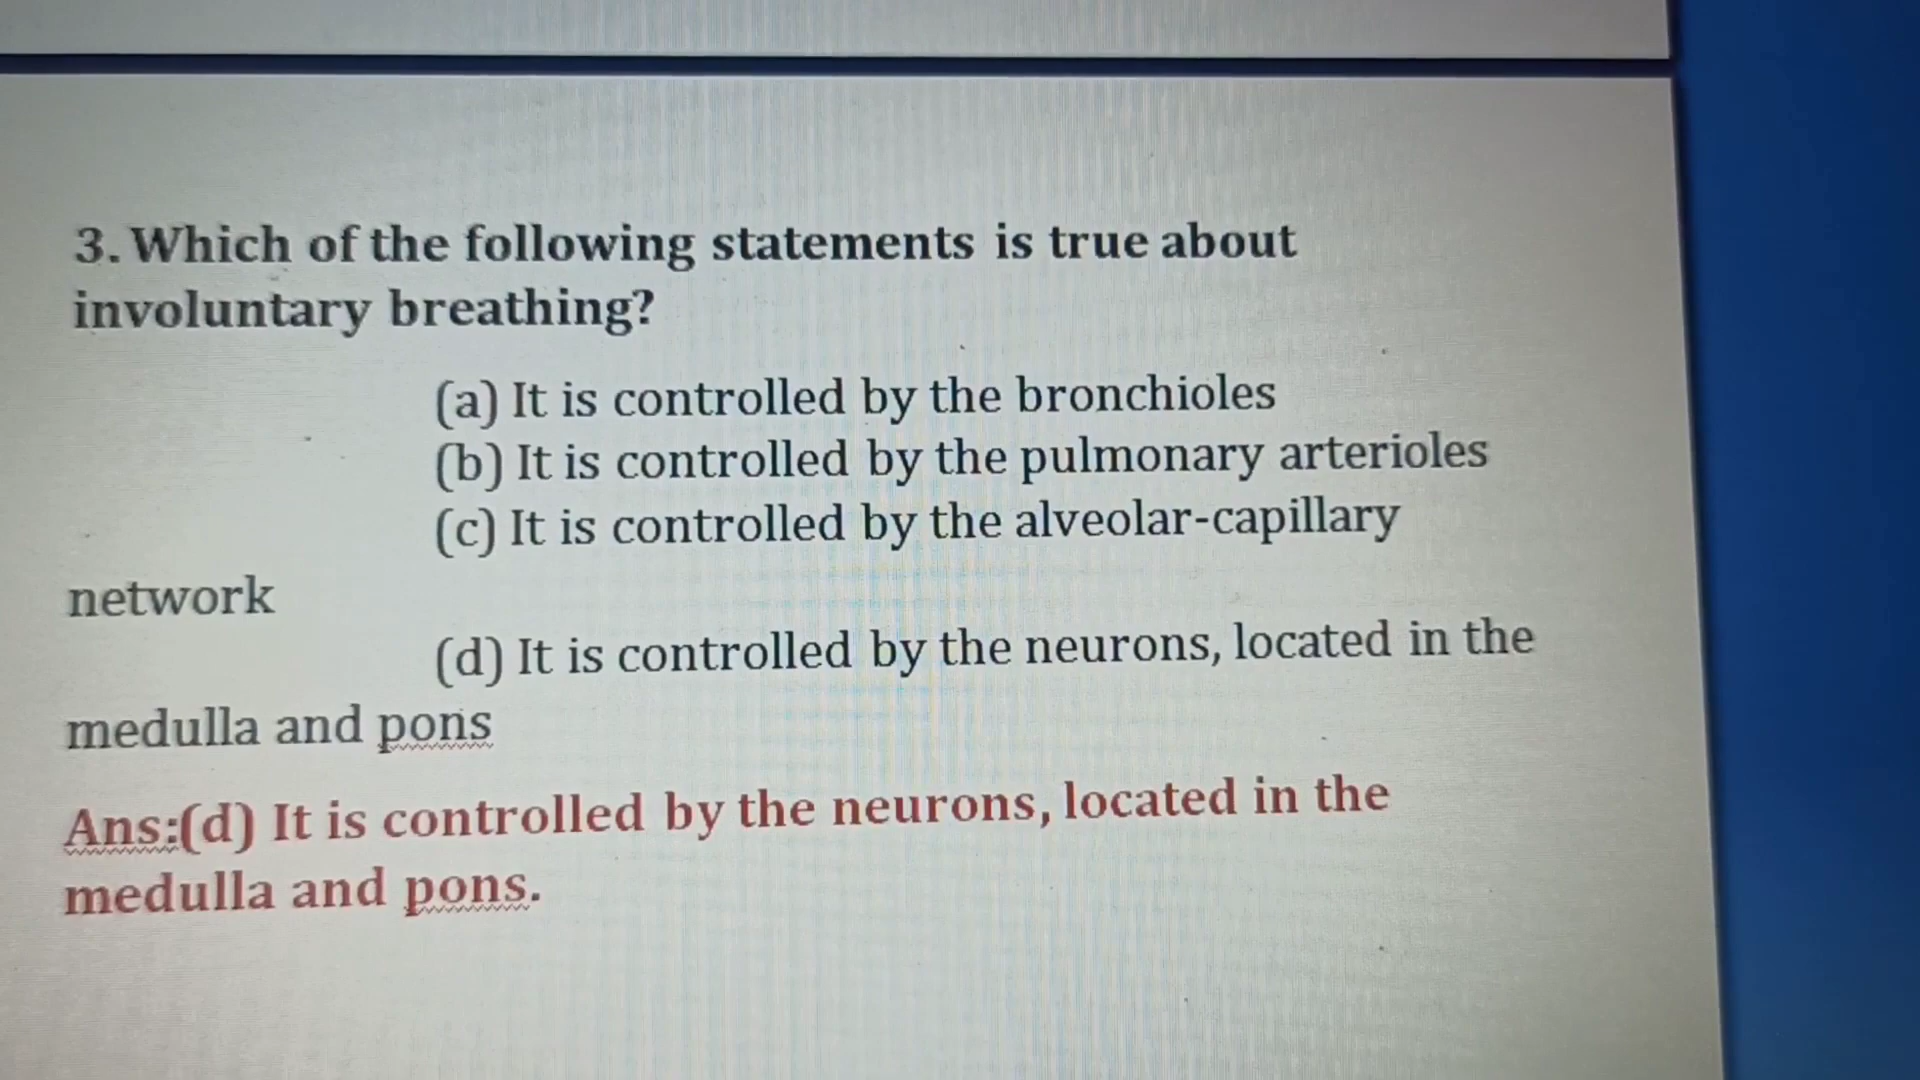 3. Which of the following statements is true about
involuntary breathing?
(a) It is controlled by the bronchioles
(b) It is controlled by the pulmonary arterioles
(c) It is controlled by the alveolar-capillary
network
(d) It is controlled by the neurons, located in the
medulla and pons
Ans:(d) It is controlled by the neurons, located in the
medulla and pons.